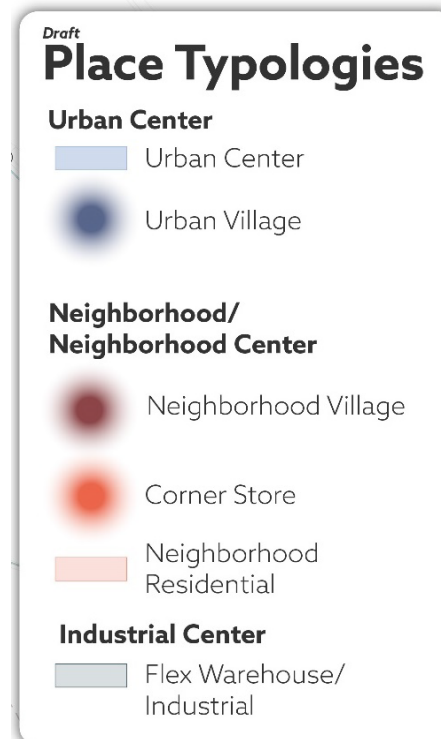 Draft
Place Typologies
Urban Center
Urban Center
Urban Village
Neighborhood/
Neighborhood Center
Neighborhood Village
Corner Store
Neighborhood
Residential
Industrial Center
Flex Warehouse/
Industrial